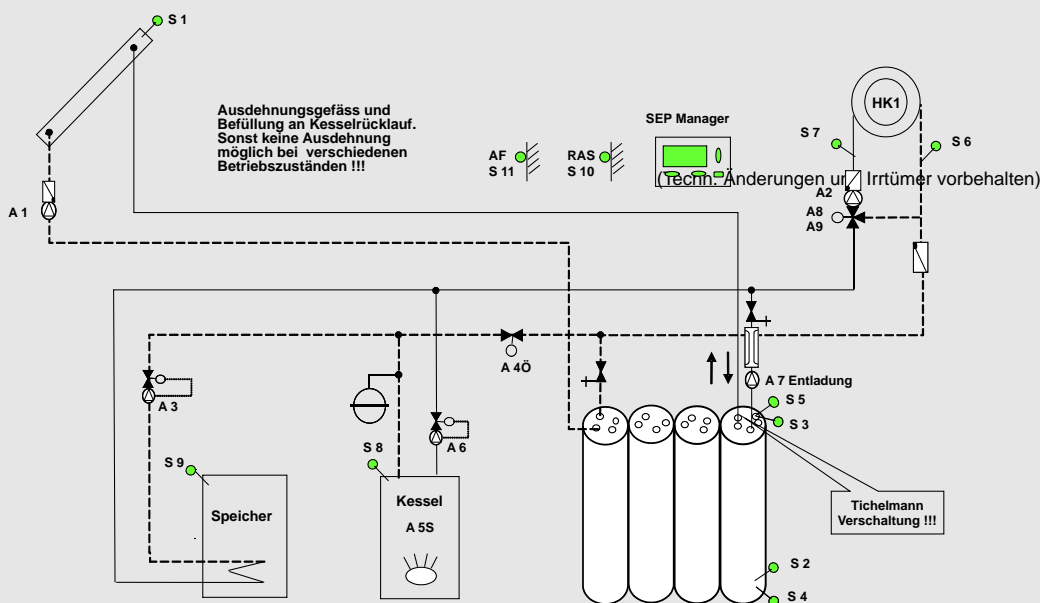 S 1
Ausdehnungsgefäss und
Befüllung an Kesselrücklauf.
Sonst keine Ausdehnung
möglich bei verschiedenen
Betriebszuständen !!!
SEP Manager
HK1
S 7
S 6
AF
S 11
RAS
S 10
(Techn. Änderungen und Irrtümer vorbehalten)
A 1
A2
A8
A9
A 4Ö
A 7 Entladung
S 5
S 3
A 3
A 6
S 8
S 9
Kessel
A 5S
Speicher
Tichelmann
Verschaltung !!!
S 2
S 4